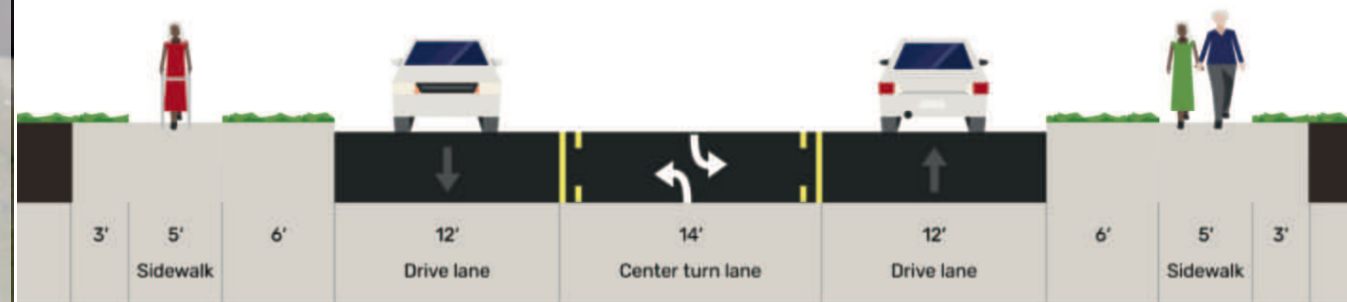 3' 5' 6' 12' 14' 12' 6' 5' 3'
Sidewalk Drive lane Center turn lane Drive lane Sidewalk